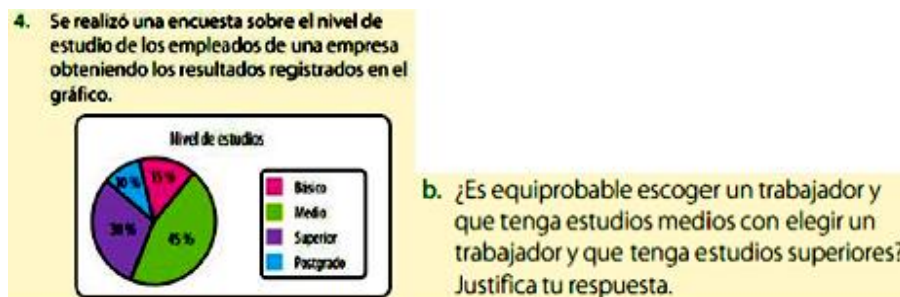 4. Se realizó una encuesta sobre el nivel de
estudio de los empleados de una empresa
obteniendo los resultados registrados en el
gráfico.
Nivel de estudios
10 % 15 %
30 % 45 %
Básico
Medio
Superior
Postgrado
b. ¿Es equiprobable escoger un trabajador y
que tenga estudios medios con elegir un
trabajador y que tenga estudios superiores?
Justifica tu respuesta.